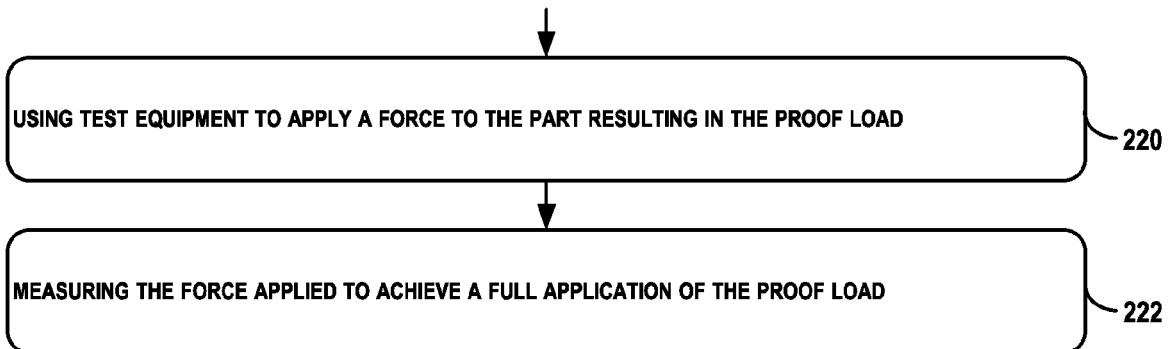 USING TEST EQUIPMENT TO APPLY A FORCE TO THE PART RESULTING IN THE PROOF LOAD
220
MEASURING THE FORCE APPLIED TO ACHIEVE A FULL APPLICATION OF THE PROOF LOAD
222